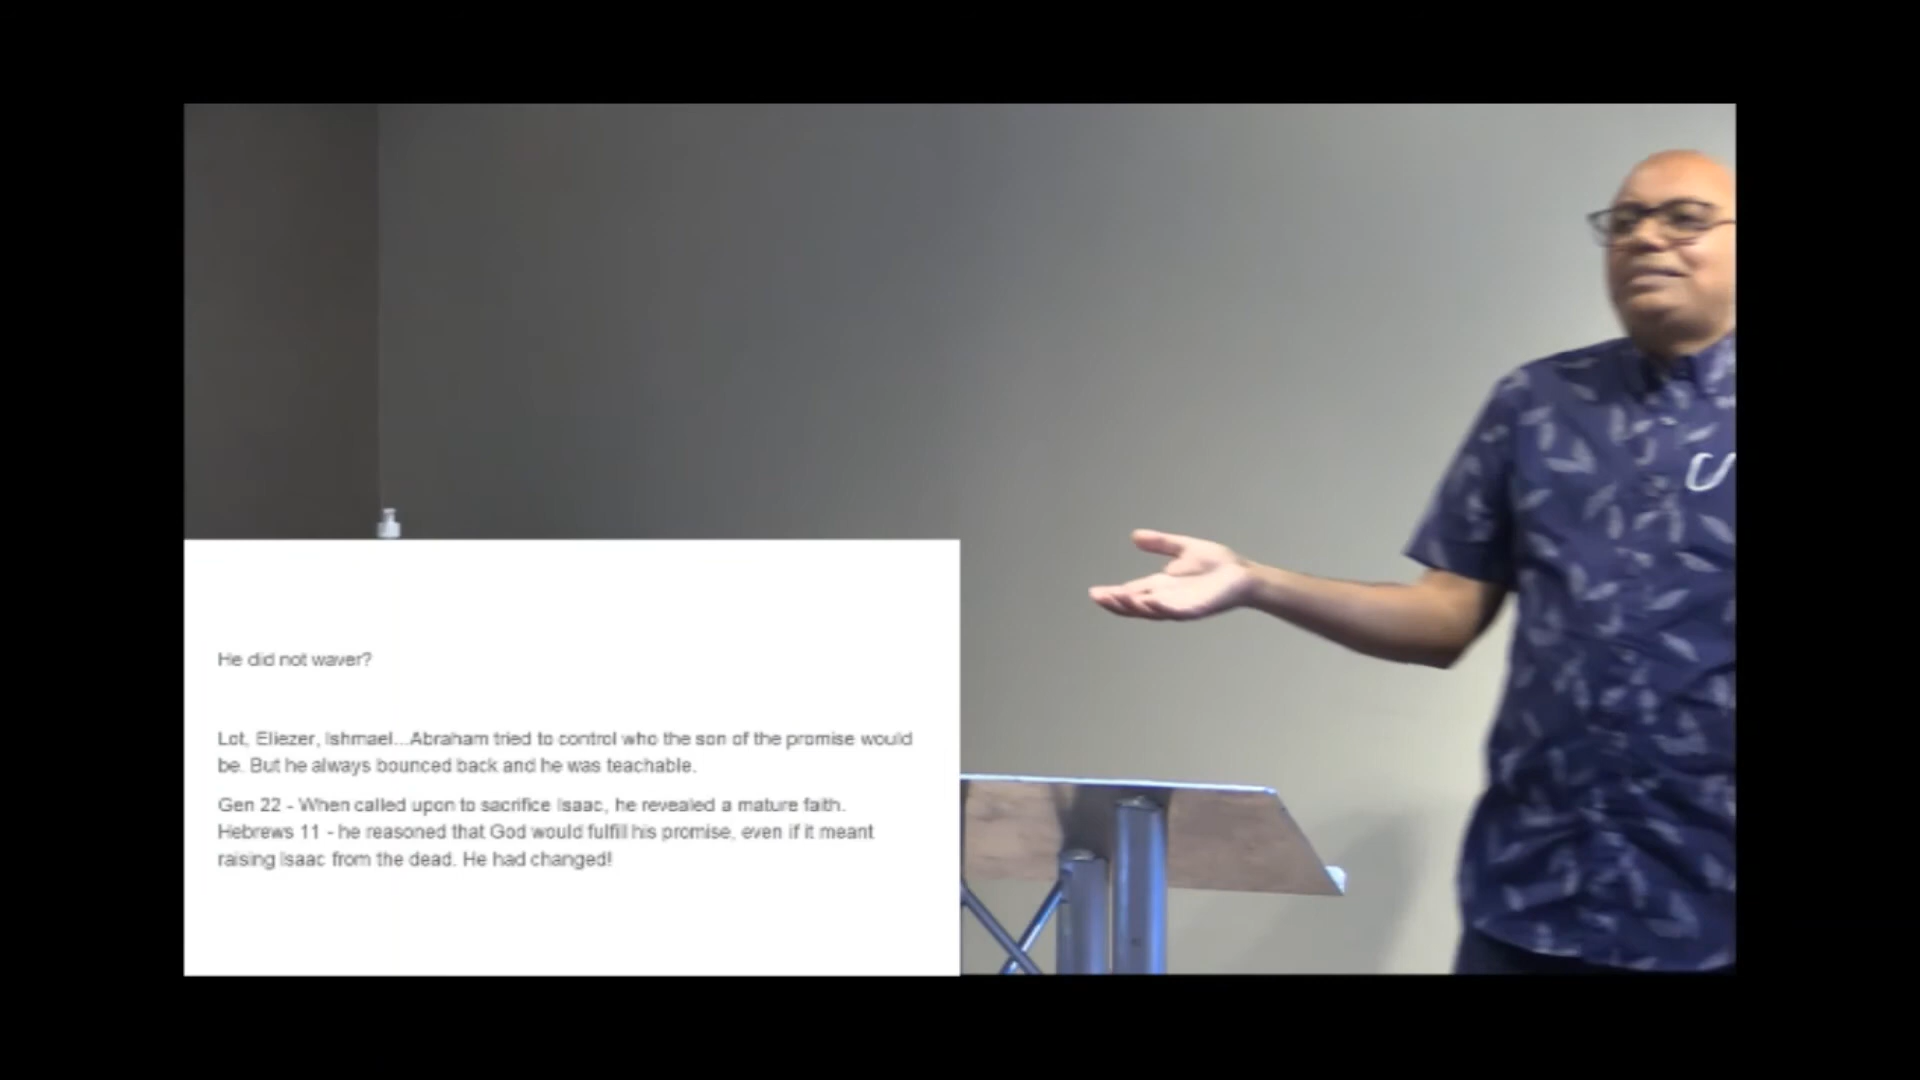 He did not waver?
Lot, Eliezer, Ishmael...Abraham tried to control who the son of the promise would
be. But he always bounced back and he was teachable.
Gen 22 - When called upon to sacrifice Isaac, he revealed a mature faith.
Hebrews 11 - he reasoned that God would fulfill his promise, even if it meant
raising Isaac from the dead. He had changed!